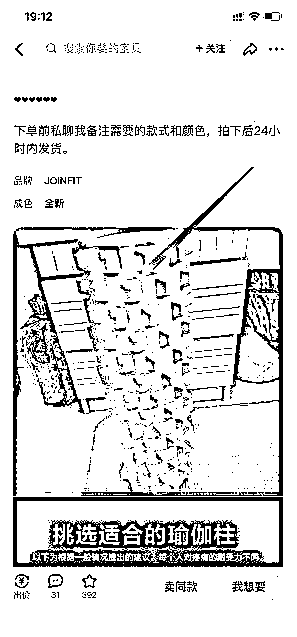 19:12
搜索你要的宝贝
+关注
♥♥♥♥♥♥
下单前私聊我备注需要的款式和颜色，拍下后24小
时内发货。
品牌 JOINFIT
成色 全新
挑选适合的瑜伽柱
出价
31
392
卖同款
我想要